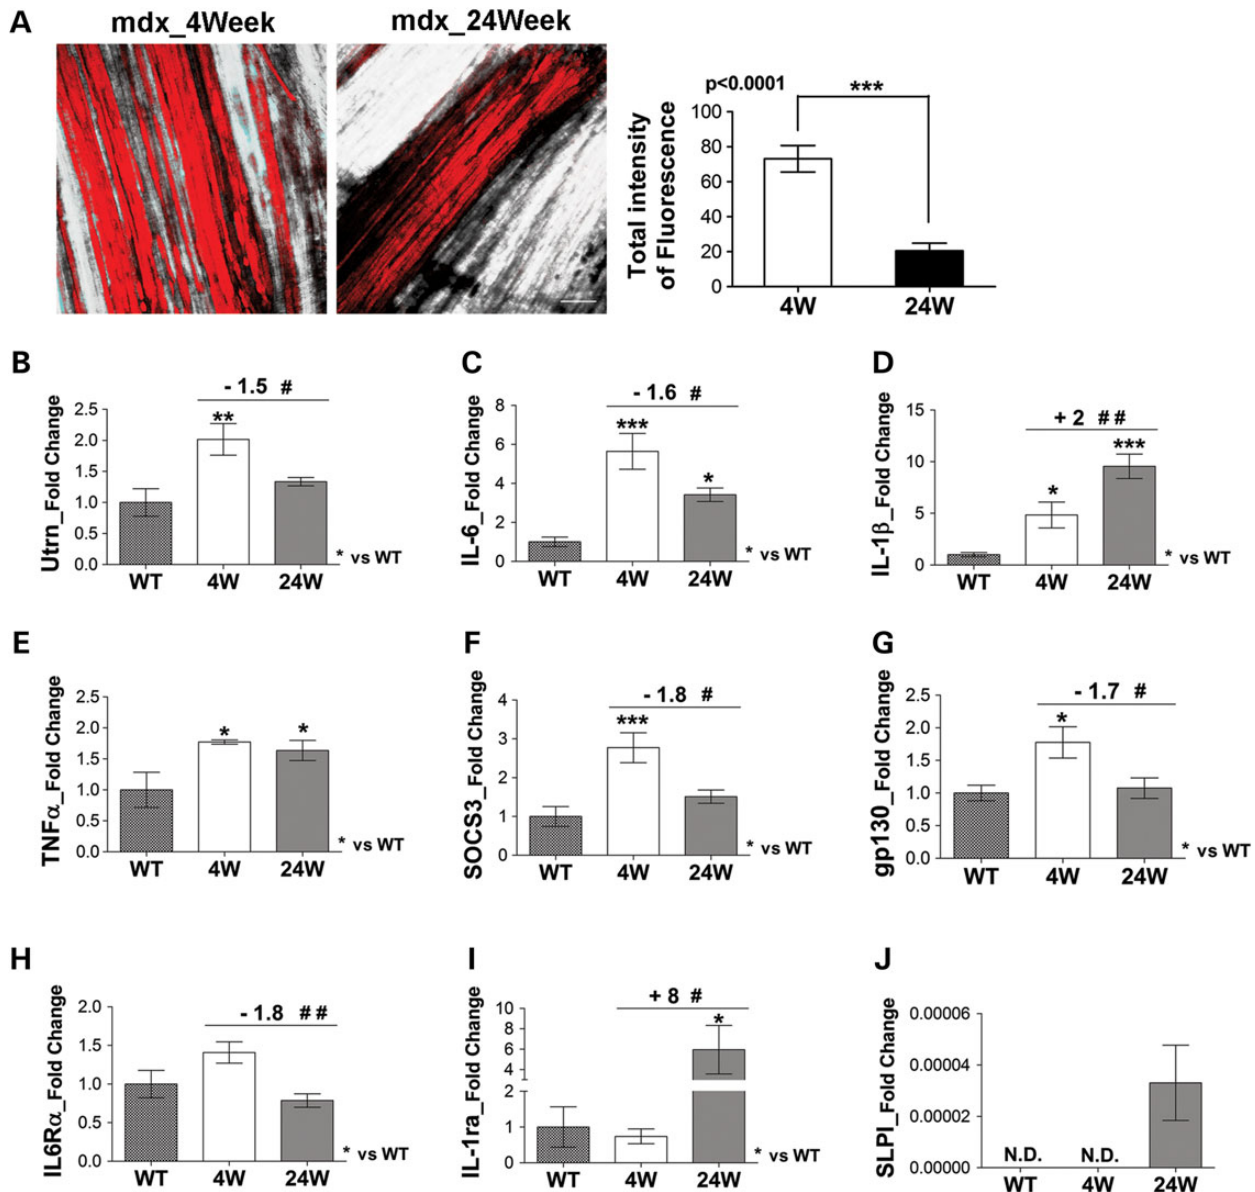 A
mdx_4Week
mdx_24Week
p<0.0001
***
Total intensity
of Fluorescence
100
80
60
40
20
0
4W
24W
B
- 1.5 #
Utrn_Fold Change
2.5
2.0
1.5
1.0
0.5
0.0
**
WT
4W
24W
* vs WT
C
- 1.6 #
IL-6_Fold Change
8
6
4
2
0
***
*
WT
4W
24W
* vs WT
D
+ 2 ##
IL-1β_Fold Change
15
10
5
0
*
***
WT
4W
24W
* vs WT
E
TNFα_Fold Change
2.5
2.0
1.5
1.0
0.5
0.0
*
*
WT
4W
24W
* vs WT
F
- 1.8 #
SOCS3_Fold Change
4
3
2
1
0
***
WT
4W
24W
* vs WT
G
- 1.7 #
gp130_Fold Change
2.5
2.0
1.5
1.0
0.5
0.0
*
WT
4W
24W
* vs WT
H
- 1.8 ##
IL6Rα_Fold Change
2.0
1.5
1.0
0.5
0.0
WT
4W
24W
* vs WT
I
+ 8 #
IL-1ra_Fold Change
10
8
6
4
2
1
0
*
WT
4W
24W
* vs WT
J
SLPI_Fold Change
0.00006
0.00004
0.00002
0.00000
N.D.
N.D.
WT
4W
24W